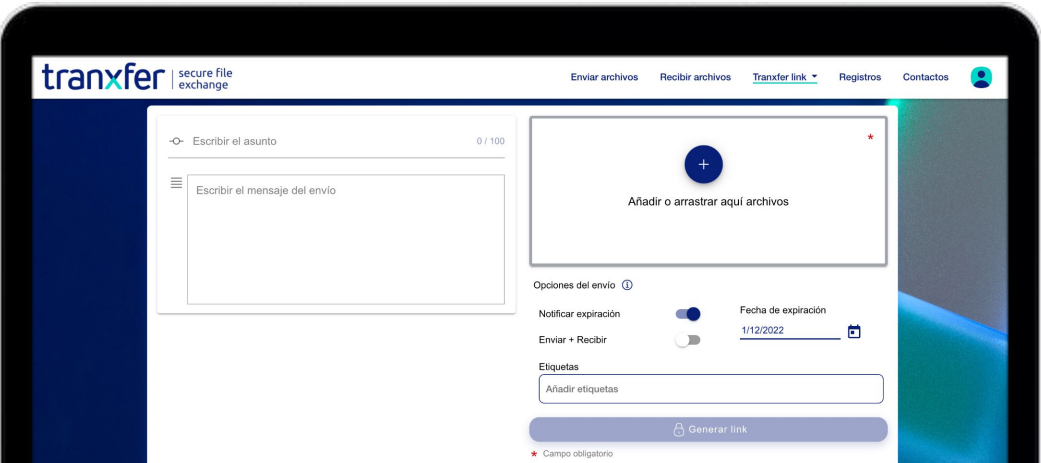 tranxfer
secure file
exchange
Enviar archivos Recibir archivos Tranxfer link Registros Contactos
Escribir el asunto 0 / 100
Escribir el mensaje del envío
*
+
Añadir o arrastrar aquí archivos
Opciones del envío
Notificar expiración
Fecha de expiración
1/12/2022
Enviar + Recibir
Etiquetas
Añadir etiquetas
Generar link
* Campo obligatorio